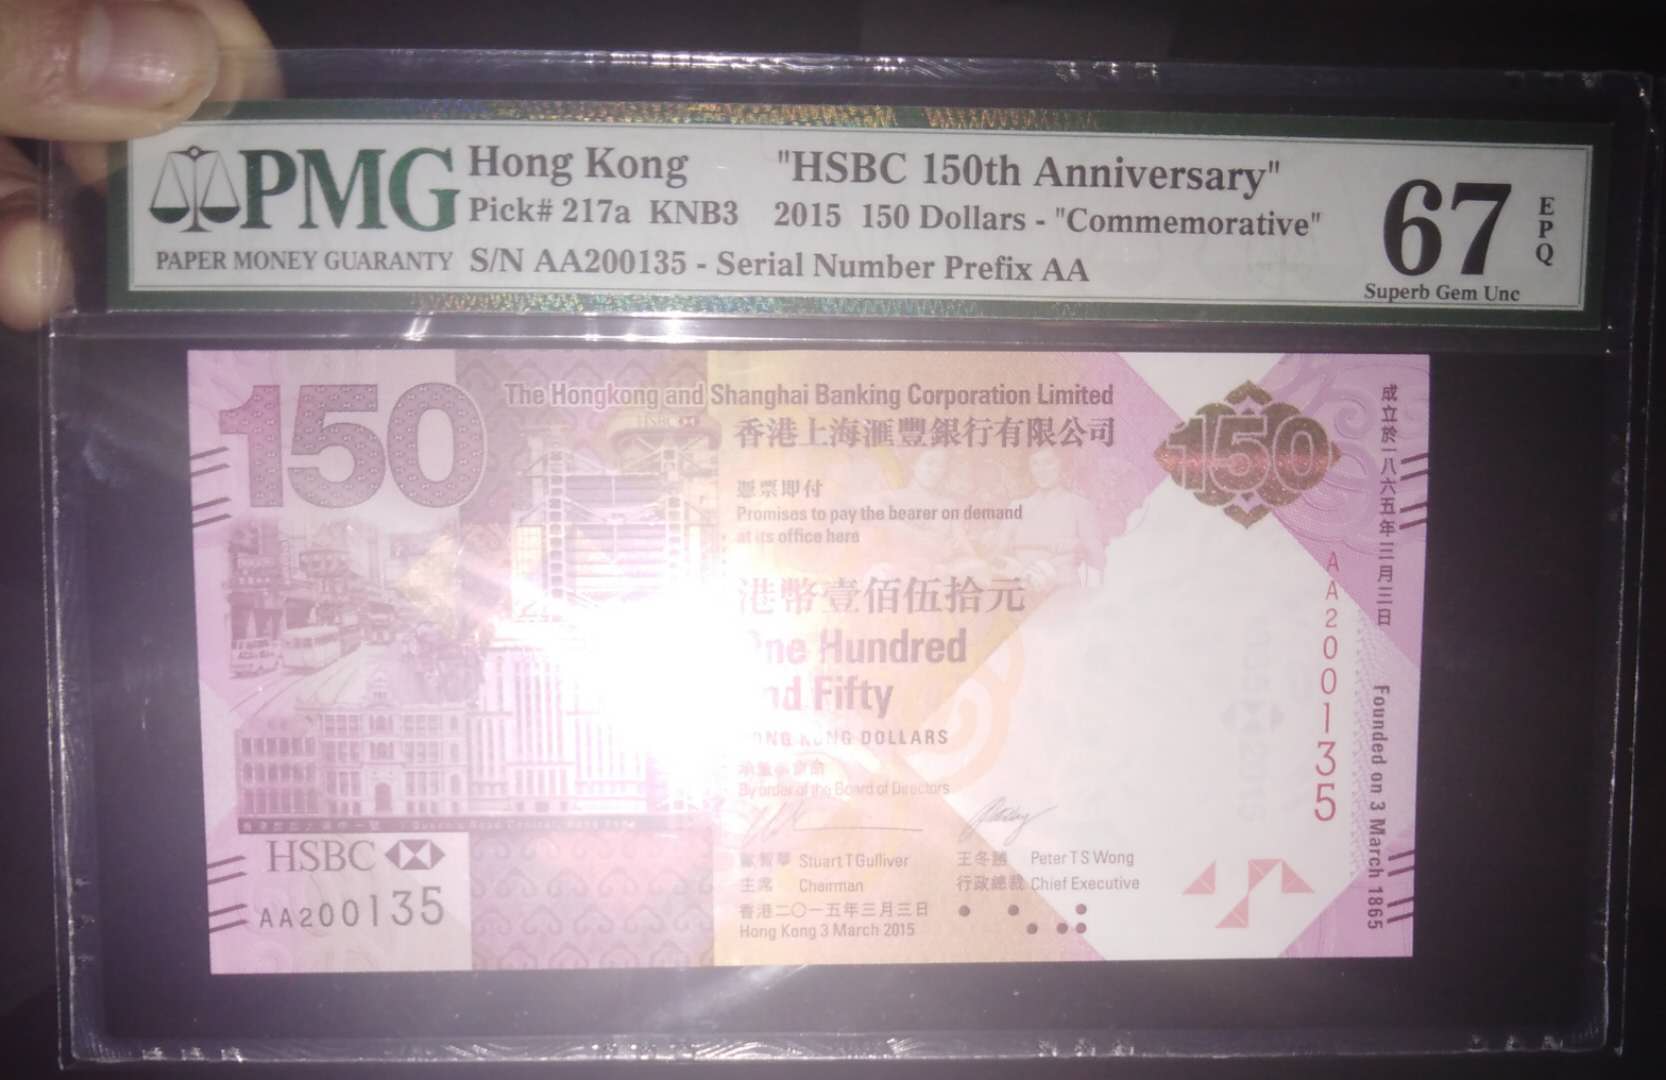 PMG
PAPER MONEY GUARANTY
Hong Kong "HSBC 150th Anniversary"
Pick# 217a KNB3 2015 150 Dollars - "Commemorative"
S/N AA200135 - Serial Number Prefix AA
67
EPQ
Superb Gem Unc
150
The Hongkong and Shanghai Banking Corporation Limited
HSBC
香港上海滙豐銀行有限公司
150
憑票即付
Promises to pay the bearer on demand
at its office here
港幣壹佰伍拾元
One Hundred
and Fifty
HONG KONG DOLLARS
By order of the Board of Directors
Stuart T Gulliver
主席 Chairman
王冬勝 Peter T S Wong
行政總裁 Chief Executive
香港二〇一五年三月三日
Hong Kong 3 March 2015
HSBC
AA200135
AA200135
成立於一八六五年三月三日
Founded on 3 March 1865